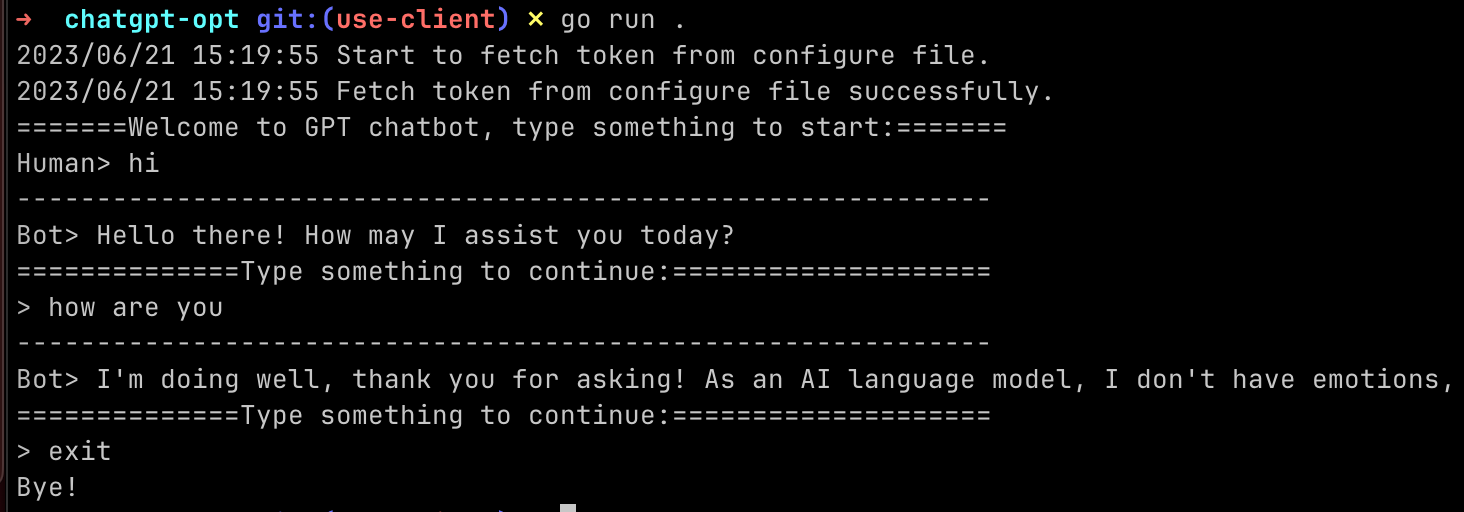 → chatgpt-opt git:(use-client) ✗ go run .
2023/06/21 15:19:55 Start to fetch token from configure file.
2023/06/21 15:19:55 Fetch token from configure file successfully.
=======Welcome to GPT chatbot, type something to start:=======
Human> hi
-------------------------------------------------------------
Bot> Hello there! How may I assist you today?
==============Type something to continue:====================
> how are you
-------------------------------------------------------------
Bot> I'm doing well, thank you for asking! As an AI language model, I don't have emotions,
==============Type something to continue:====================
> exit
Bye!